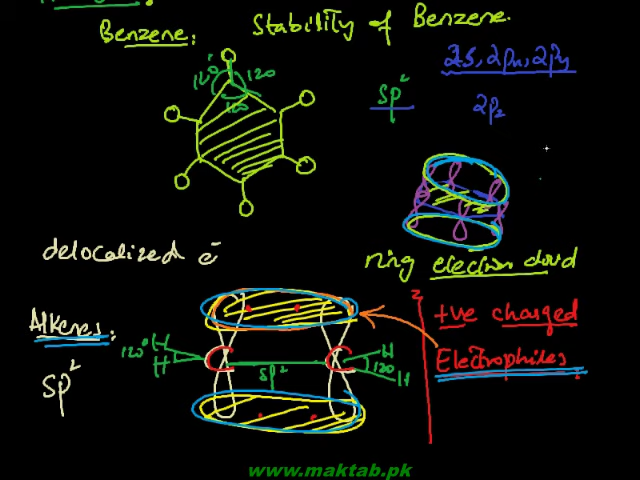 Benzene: Stability of Benzene.
120° 120
120
sp²
2s, 2px, 2py
2pz
delocalized e⁻
ring electron cloud
Alkenes:
sp²
120° H
H
C C
sp²
H
120
H
+ve charged
Electrophiles
www.maktab.pk